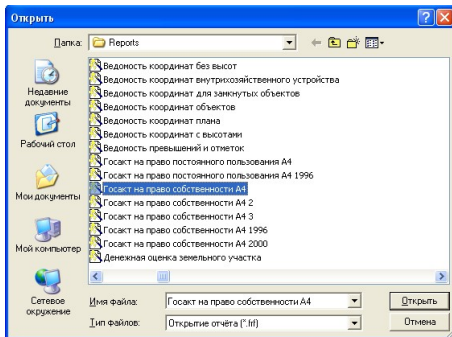 Открыть
Папка:
Reports
Недавние документы
Рабочий стол
Мои документы
Мой компьютер
Сетевое окружение
Ведомость координат без высот
Ведомость координат внутрихозяйственного устройства
Ведомость координат для замкнутых объектов
Ведомость координат объектов
Ведомость координат плана
Ведомость координат с высотами
Ведомость превышений и отметок
Госакт на право постоянного пользования А4
Госакт на право постоянного пользования А4 1996
Госакт на право собственности А4
Госакт на право собственности А4 2
Госакт на право собственности А4 3
Госакт на право собственности А4 1996
Госакт на право собственности А4 2000
Денежная оценка земельного участка
Имя файла:
Госакт на право собственности А4
Открыть
Тип файлов:
Открытие отчёта (*.frf)
Отмена